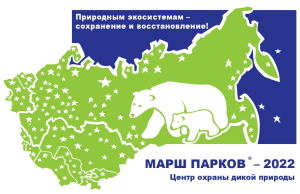 Природным экосистемам –
сохранение и восстановление!
МАРШ ПАРКОВ® – 2022
Центр охраны дикой природы